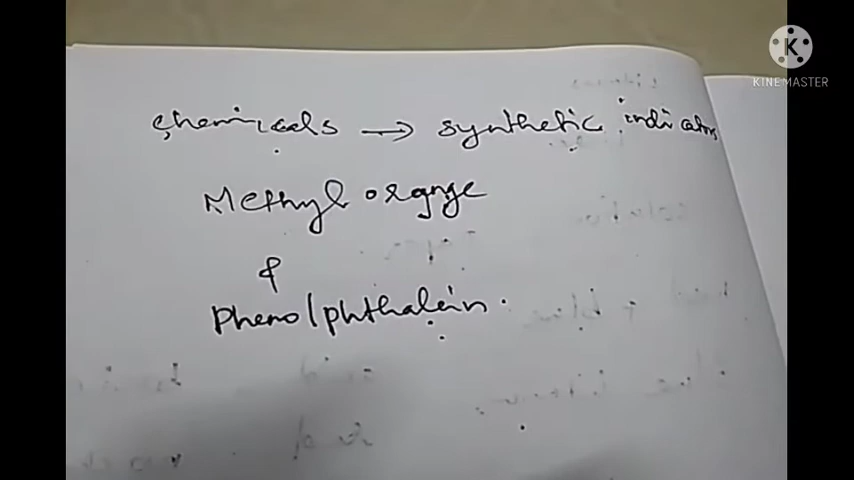 K
KINEMASTER
chemicals → synthetic indicators
Methyl orange
&
Phenolphthalein.